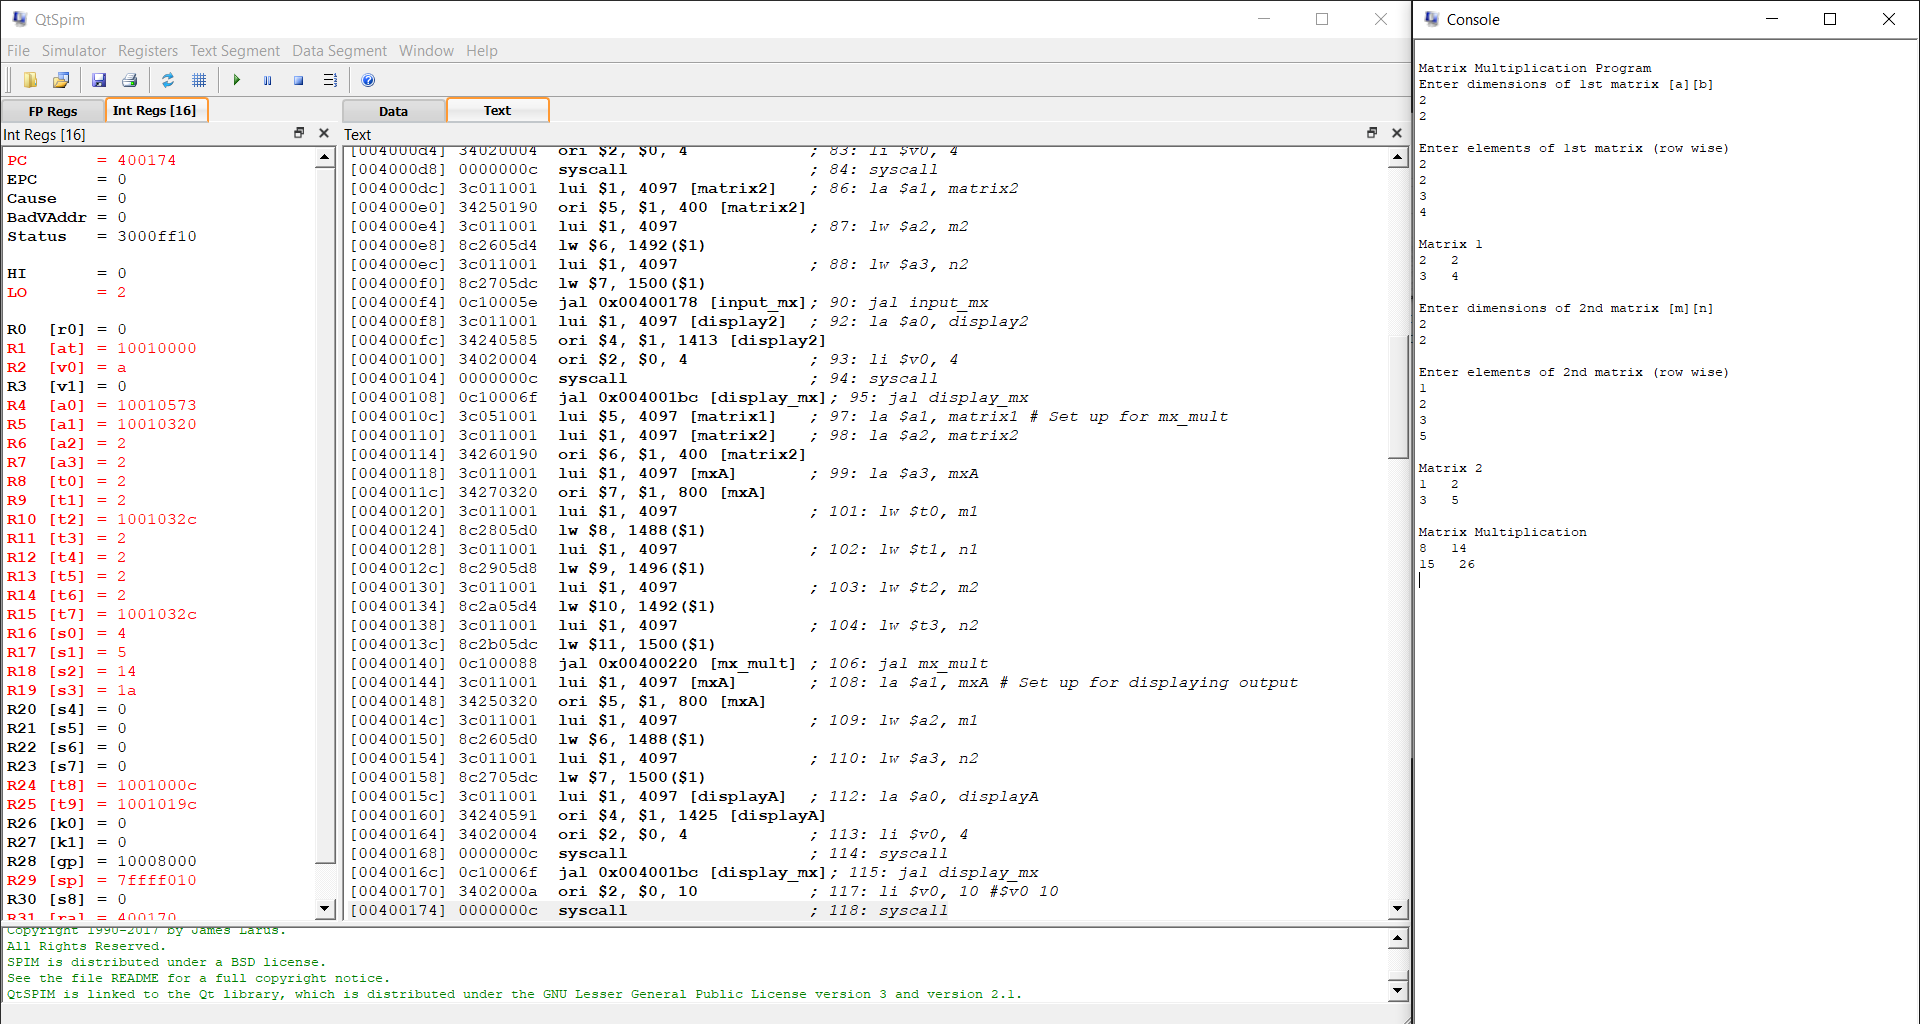 QtSpim
File Simulator Registers Text Segment Data Segment Window Help
FP Regs Int Regs [16]
Int Regs [16]
PC = 400174
EPC = 0
Cause = 0
BadVAddr = 0
Status = 3000ff10
HI = 0
LO = 2
R0 [r0] = 0
R1 [at] = 10010000
R2 [v0] = a
R3 [v1] = 0
R4 [a0] = 10010573
R5 [a1] = 10010320
R6 [a2] = 2
R7 [a3] = 2
R8 [t0] = 2
R9 [t1] = 2
R10 [t2] = 1001032c
R11 [t3] = 2
R12 [t4] = 2
R13 [t5] = 2
R14 [t6] = 2
R15 [t7] = 1001032c
R16 [s0] = 4
R17 [s1] = 5
R18 [s2] = 14
R19 [s3] = 1a
R20 [s4] = 0
R21 [s5] = 0
R22 [s6] = 0
R23 [s7] = 0
R24 [t8] = 1001000c
R25 [t9] = 1001019c
R26 [k0] = 0
R27 [k1] = 0
R28 [gp] = 10008000
R29 [sp] = 7ffff010
R30 [s8] = 0
R31 [ra] = 400170
Data Text
Text
[004000d4] 34020004 ori $2, $0, 4 ; 83: li $v0, 4
[004000d8] 0000000c syscall ; 84: syscall
[004000dc] 3c011001 lui $1, 4097 [matrix2] ; 86: la $a1, matrix2
[004000e0] 34250190 ori $5, $1, 400 [matrix2]
[004000e4] 3c011001 lui $1, 4097 ; 87: lw $a2, m2
[004000e8] 8c2605d4 lw $6, 1492($1)
[004000ec] 3c011001 lui $1, 4097 ; 88: lw $a3, n2
[004000f0] 8c2705dc lw $7, 1500($1)
[004000f4] 0c10005e jal 0x00400178 [input_mx]; 90: jal input_mx
[004000f8] 3c011001 lui $1, 4097 [display2] ; 92: la $a0, display2
[004000fc] 34240585 ori $4, $1, 1413 [display2]
[00400100] 34020004 ori $2, $0, 4 ; 93: li $v0, 4
[00400104] 0000000c syscall ; 94: syscall
[00400108] 0c10006f jal 0x004001bc [display_mx]; 95: jal display_mx
[0040010c] 3c051001 lui $5, 4097 [matrix1] ; 97: la $a1, matrix1 # Set up for mx_mult
[00400110] 3c011001 lui $1, 4097 [matrix2] ; 98: la $a2, matrix2
[00400114] 34260190 ori $6, $1, 400 [matrix2]
[00400118] 3c011001 lui $1, 4097 [mxA] ; 99: la $a3, mxA
[0040011c] 34270320 ori $7, $1, 800 [mxA]
[00400120] 3c011001 lui $1, 4097 ; 101: lw $t0, m1
[00400124] 8c2805d0 lw $8, 1488($1)
[00400128] 3c011001 lui $1, 4097 ; 102: lw $t1, n1
[0040012c] 8c2905d8 lw $9, 1496($1)
[00400130] 3c011001 lui $1, 4097 ; 103: lw $t2, m2
[00400134] 8c2a05d4 lw $10, 1492($1)
[00400138] 3c011001 lui $1, 4097 ; 104: lw $t3, n2
[0040013c] 8c2b05dc lw $11, 1500($1)
[00400140] 0c100088 jal 0x00400220 [mx_mult] ; 106: jal mx_mult
[00400144] 3c011001 lui $1, 4097 [mxA] ; 108: la $a1, mxA # Set up for displaying output
[00400148] 34250320 ori $5, $1, 800 [mxA]
[0040014c] 3c011001 lui $1, 4097 ; 109: lw $a2, m1
[00400150] 8c2605d0 lw $6, 1488($1)
[00400154] 3c011001 lui $1, 4097 ; 110: lw $a3, n2
[00400158] 8c2705dc lw $7, 1500($1)
[0040015c] 3c011001 lui $1, 4097 [displayA] ; 112: la $a0, displayA
[00400160] 34240591 ori $4, $1, 1425 [displayA]
[00400164] 34020004 ori $2, $0, 4 ; 113: li $v0, 4
[00400168] 0000000c syscall ; 114: syscall
[0040016c] 0c10006f jal 0x004001bc [display_mx]; 115: jal display_mx
[00400170] 3402000a ori $2, $0, 10 ; 117: li $v0, 10 #$v0 10
[00400174] 0000000c syscall ; 118: syscall
Copyright 1990-2017 by James Larus.
All Rights Reserved.
SPIM is distributed under a BSD license.
See the file README for a full copyright notice.
QtSPIM is linked to the Qt library, which is distributed under the GNU Lesser General Public License version 3 and version 2.1.
Console
Matrix Multiplication Program
Enter dimensions of 1st matrix [a][b]
2
2
Enter elements of 1st matrix (row wise)
2
2
3
4
Matrix 1
2 2
3 4
Enter dimensions of 2nd matrix [m][n]
2
2
Enter elements of 2nd matrix (row wise)
1
2
3
5
Matrix 2
1 2
3 5
Matrix Multiplication
8 14
15 26